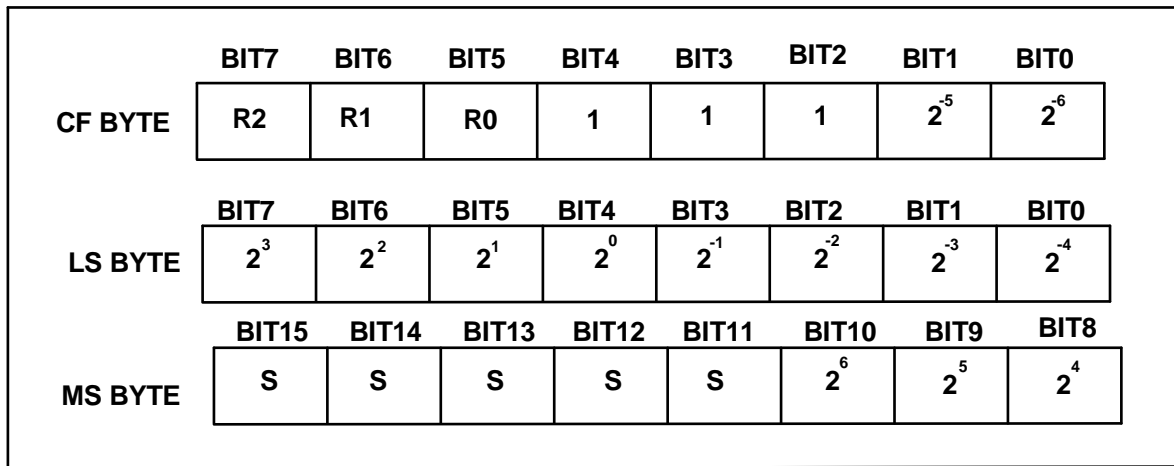 BIT7 BIT6 BIT5 BIT4 BIT3 BIT2 BIT1 BIT0
CF BYTE R2 R1 R0 1 1 1 2⁻⁵ 2⁻⁶
BIT7 BIT6 BIT5 BIT4 BIT3 BIT2 BIT1 BIT0
LS BYTE 2³ 2² 2¹ 2⁰ 2⁻¹ 2⁻² 2⁻³ 2⁻⁴
BIT15 BIT14 BIT13 BIT12 BIT11 BIT10 BIT9 BIT8
MS BYTE S S S S S 2⁶ 2⁵ 2⁴